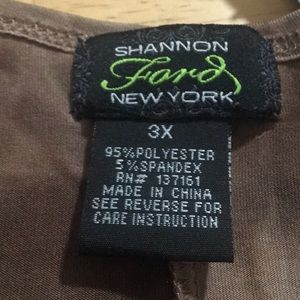 SHANNON
Ford
NEW YORK
3X
95%POLYESTER
5%SPANDEX
RN# 137161
MADE IN CHINA
SEE REVERSE FOR
CARE INSTRUCTION